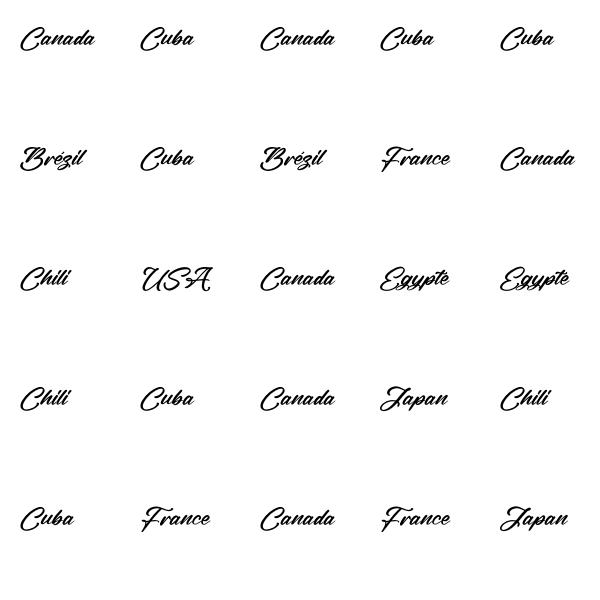 Canada Cuba Canada Cuba Cuba
Brézil Cuba Brézil France Canada
Chili USA Canada Egypte Egypte
Chili Cuba Canada Japan Chili
Cuba France Canada France Japan